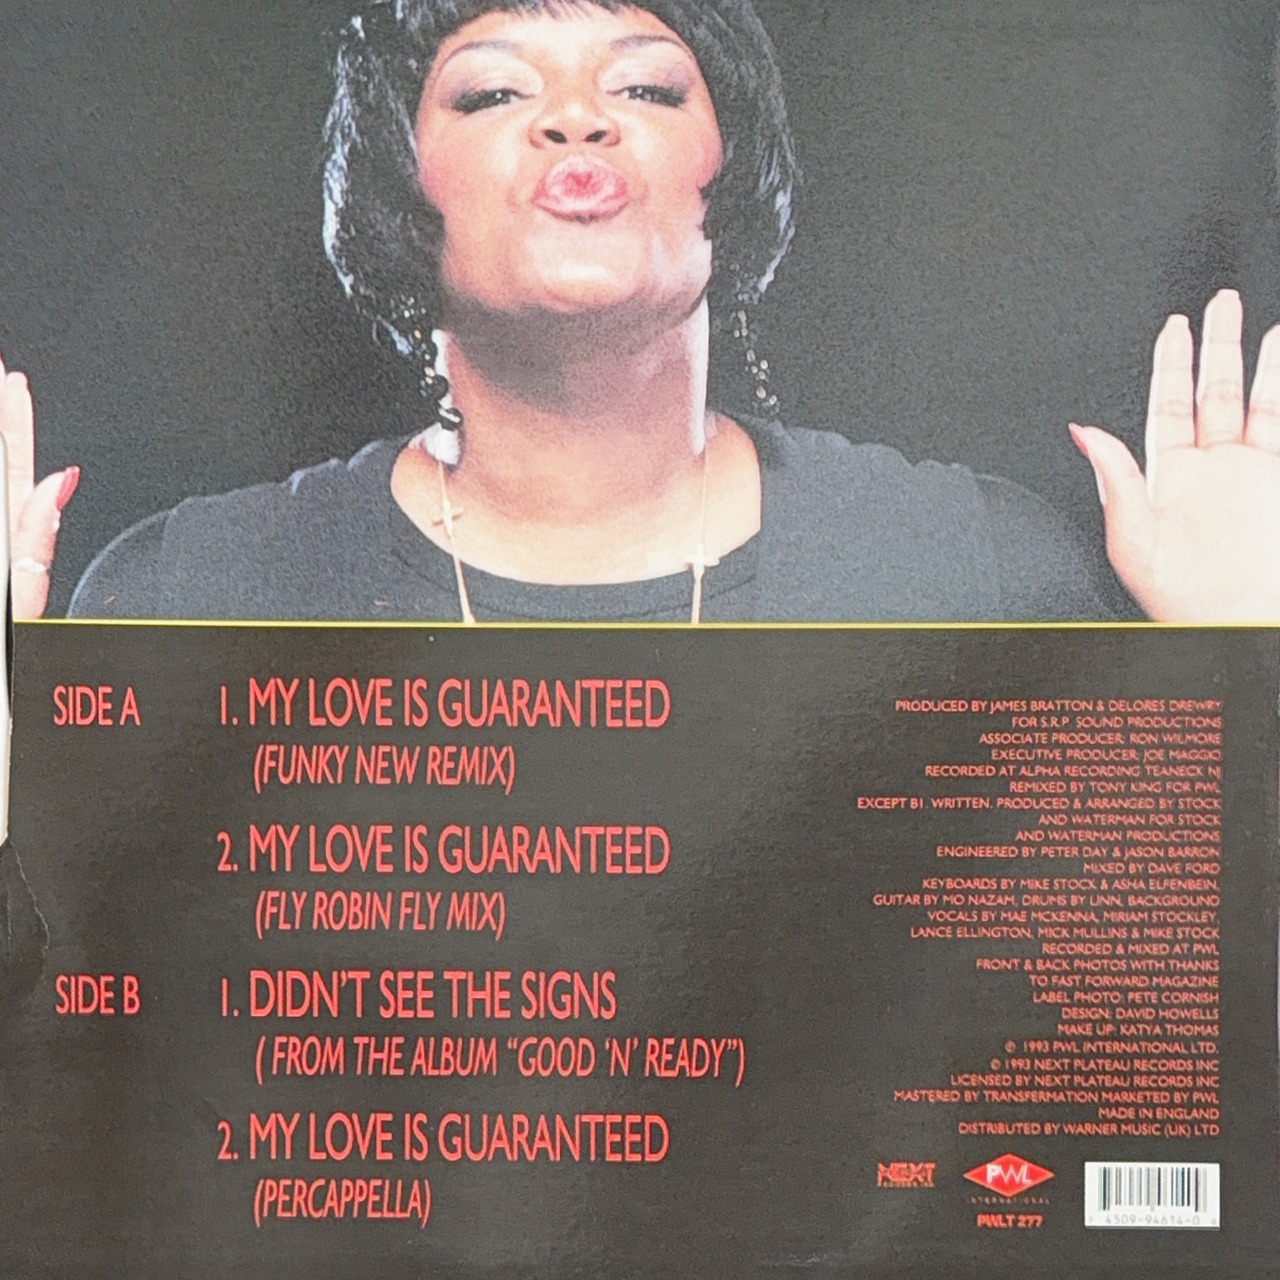 SIDE A
1. MY LOVE IS GUARANTEED
(FUNKY NEW REMIX)
2. MY LOVE IS GUARANTEED
(FLY ROBIN FLY MIX)
SIDE B
1. DIDN'T SEE THE SIGNS
( FROM THE ALBUM "GOOD 'N' READY")
2. MY LOVE IS GUARANTEED
(PERCAPPELLA)
PRODUCED BY JAMES BRATTON & DELORES DREWRY
FOR S.R.P. SOUND PRODUCTIONS
ASSOCIATE PRODUCER: RON WILMORE
EXECUTIVE PRODUCER: JOE MAGGIO
RECORDED AT ALPHA RECORDING TEANECK NJ
REMIXED BY TONY KING FOR PWL
EXCEPT B1. WRITTEN, PRODUCED & ARRANGED BY STOCK
AND WATERMAN FOR STOCK
AND WATERMAN PRODUCTIONS
ENGINEERED BY PETER DAY & JASON BARRON
MIXED BY DAVE FORD
KEYBOARDS BY MIKE STOCK & ASHA ELFENBEIN,
GUITAR BY MO NAZAM, DRUMS BY LINN, BACKGROUND
VOCALS BY MAE MCKENNA, MIRIAM STOCKLEY,
LANCE ELLINGTON, MICK MULLINS & MIKE STOCK
RECORDED & MIXED AT PWL
FRONT & BACK PHOTOS WITH THANKS
TO FAST FORWARD MAGAZINE
LABEL PHOTO: PETE CORNISH
DESIGN: DAVID HOWELLS
MAKE UP: KATYA THOMAS
℗ 1993 PWL INTERNATIONAL LTD.
© 1993 NEXT PLATEAU RECORDS INC
LICENSED BY NEXT PLATEAU RECORDS INC
MASTERED BY TRANSFERMATION MARKETED BY PWL
MADE IN ENGLAND
DISTRIBUTED BY WARNER MUSIC (UK) LTD
NEXT
PWL
INTERNATIONAL
PWLT 277
4509-94614-0